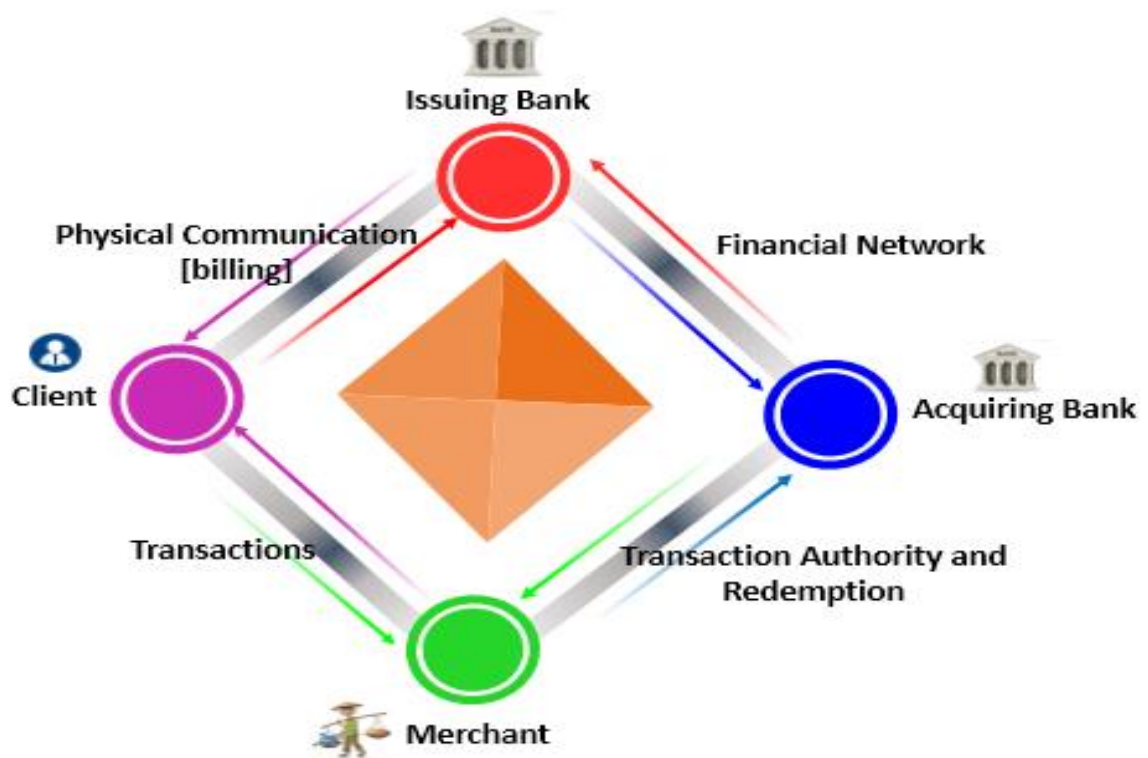 Issuing Bank
Physical Communication
[billing]
Financial Network
Client
Acquiring Bank
Transactions
Transaction Authority and
Redemption
Merchant